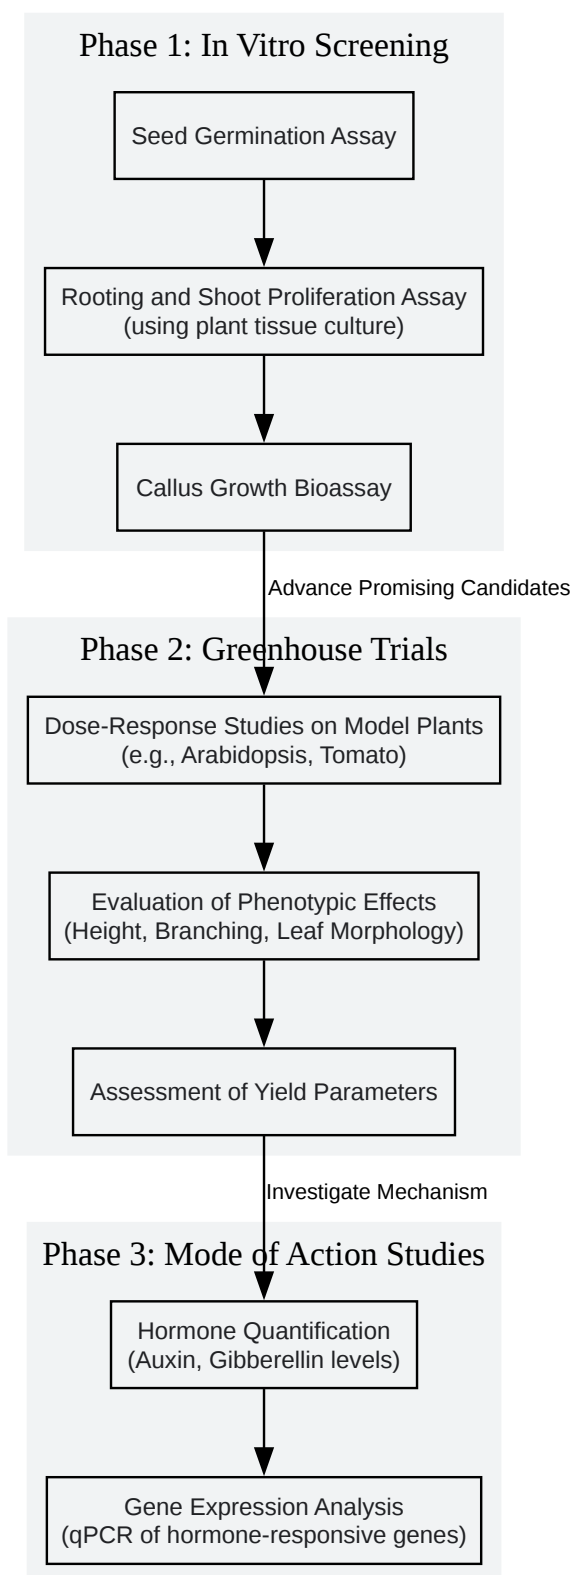 Phase 1: In Vitro Screening
Seed Germination Assay
Rooting and Shoot Proliferation Assay
(using plant tissue culture)
Callus Growth Bioassay
Advance Promising Candidates
Phase 2: Greenhouse Trials
Dose-Response Studies on Model Plants
(e.g., Arabidopsis, Tomato)
Evaluation of Phenotypic Effects
(Height, Branching, Leaf Morphology)
Assessment of Yield Parameters
Investigate Mechanism
Phase 3: Mode of Action Studies
Hormone Quantification
(Auxin, Gibberellin levels)
Gene Expression Analysis
(qPCR of hormone-responsive genes)